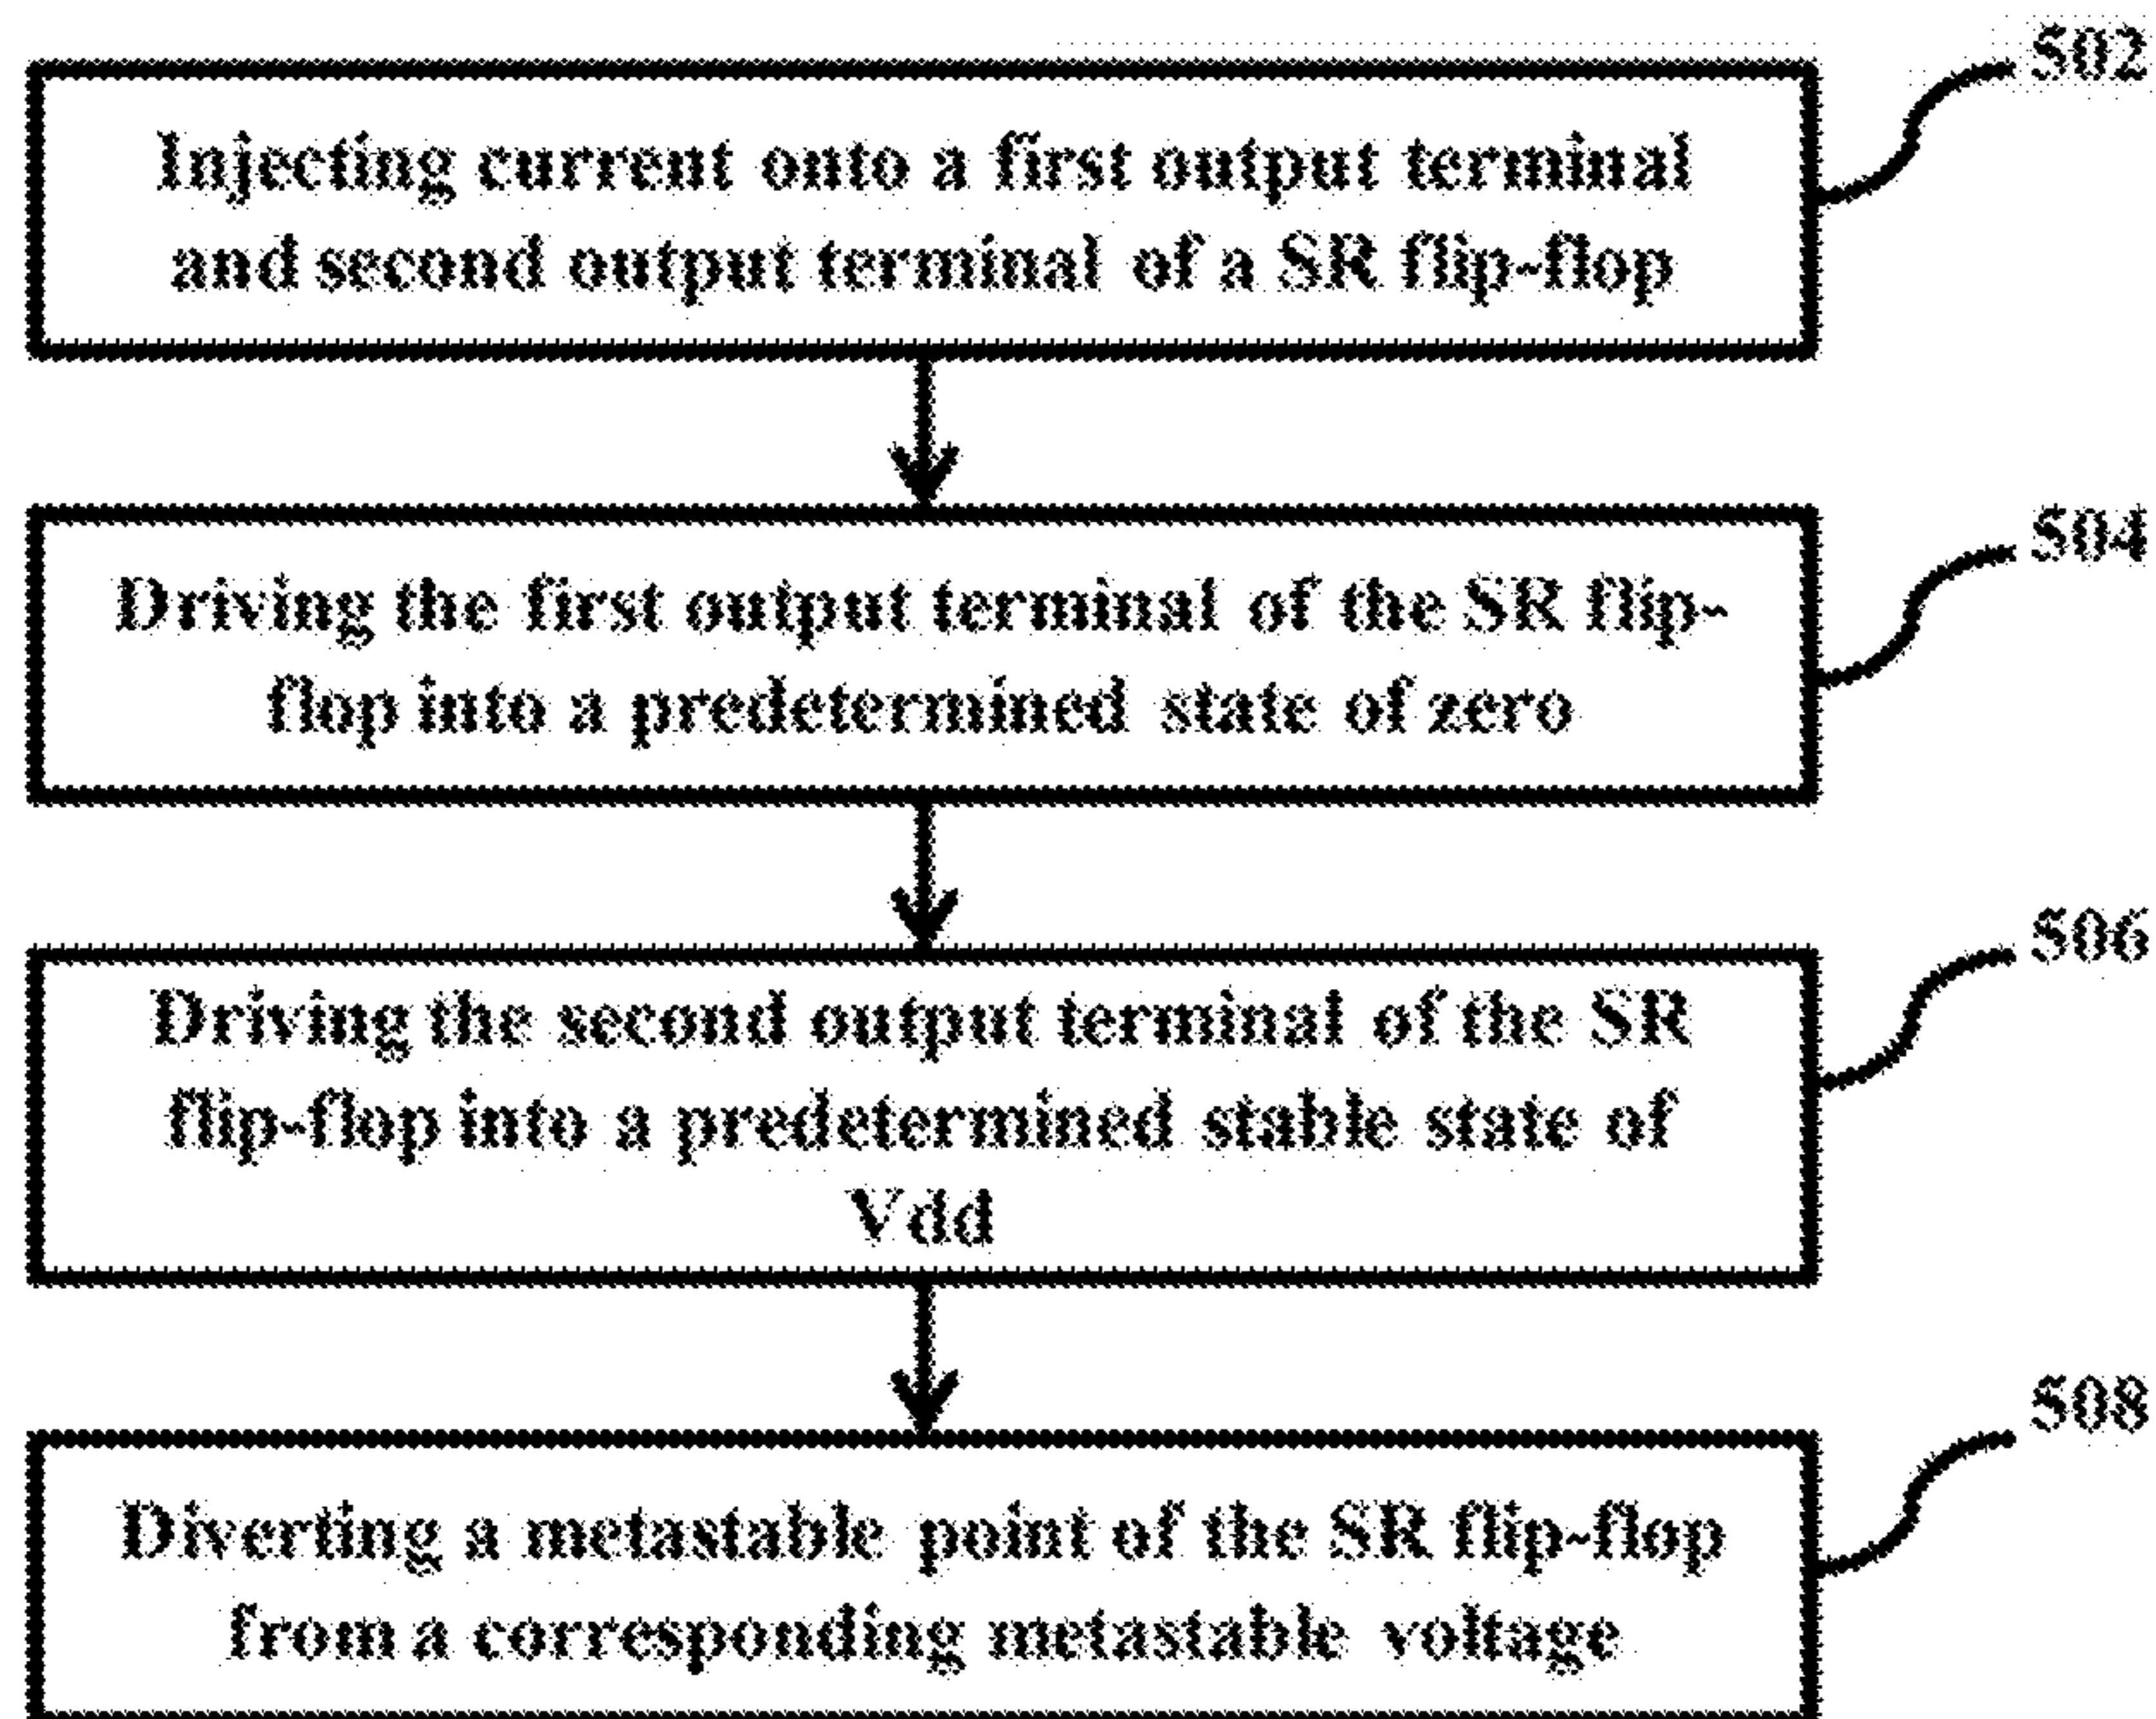 502
Injecting current onto a first output terminal
and second output terminal of a SR flip-flop
504
Driving the first output terminal of the SR flip-
flop into a predetermined state of zero
506
Driving the second output terminal of the SR
flip-flop into a predetermined stable state of
Vdd
508
Diverting a metastable point of the SR flip-flop
from a corresponding metastable voltage